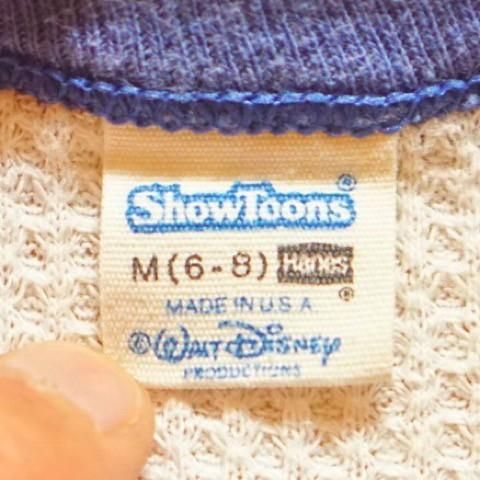 ShowToons ®
M (6-8) HANES ®
MADE IN U.S.A
© WALT DISNEY
PRODUCTIONS